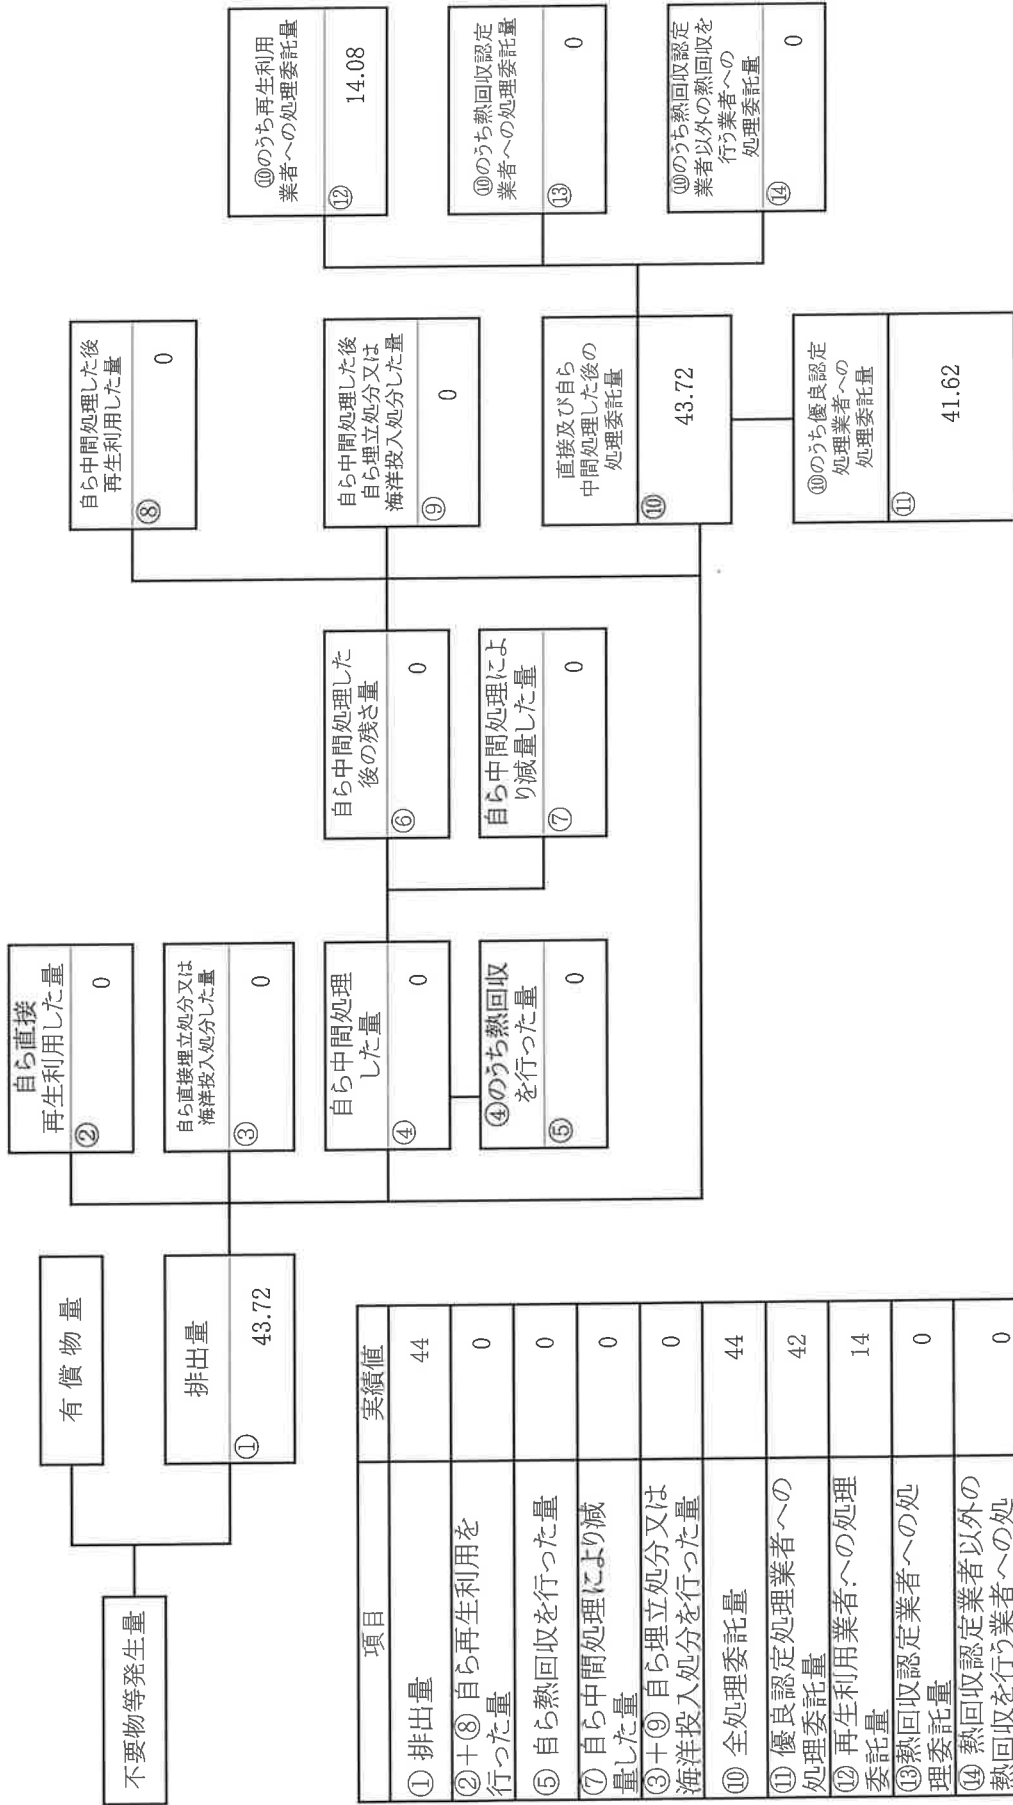 不要物等発生量
有償物量
排出量
①
43.72
自ら直接
再生利用した量
②
0
自ら直接埋立処分又は
海洋投入処分した量
③
0
自ら中間処理
した量
④
0
④のうち熱回収
を行った量
⑤
0
自ら中間処理した
後の残さ量
⑥
0
自ら中間処理によ
り減量した量
⑦
0
自ら中間処理した後
再生利用した量
⑧
0
自ら中間処理した後
自ら埋立処分又は
海洋投入処分した量
⑨
0
直接及び自ら
中間処理した後の
処理委託量
⑩
43.72
⑩のうち優良認定
処理業者への
処理委託量
⑪
41.62
⑩のうち再生利用
業者への処理委託量
⑫
14.08
⑩のうち熱回収認定
業者への処理委託量
⑬
0
⑩のうち熱回収認定
業者以外の熱回収を
行う業者への
処理委託量
⑭
0
項目 実績値
①排出量 44
②+⑧ 自ら再生利用を
行った量 0
⑤ 自ら熱回収を行った量 0
⑦ 自ら中間処理により減
量した量 0
③+⑨ 自ら埋立処分又は
海洋投入処分を行った量 0
⑩ 全処理委託量 44
⑪ 優良認定処理業者への
処理委託量 42
⑫ 再生利用業者への処理
委託量 14
⑬熱回収認定業者への処
理委託量 0
⑭ 熱回収認定業者以外の
熱回収を行う業者への処 0